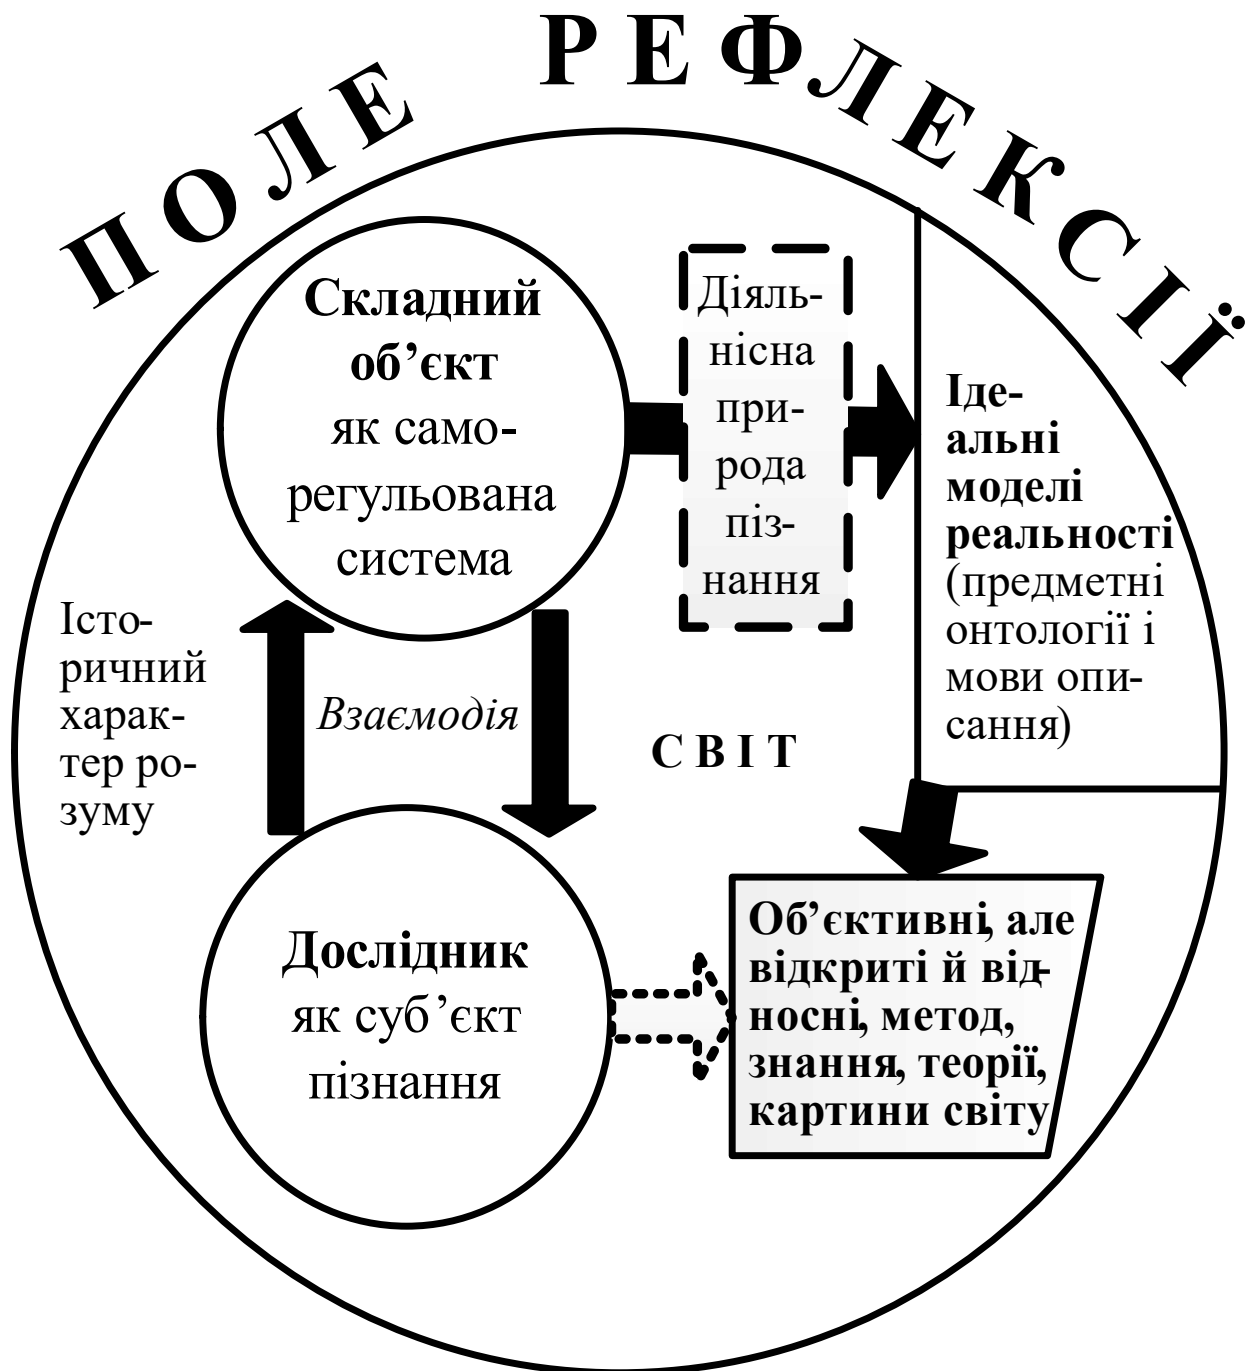 ПОЛЕ РЕФЛЕКСІЇ
Складний
об’єкт
як само-
регульована
система
Діяль-
нісна
при-
рода
піз-
нання
Іде-
альні
моделі
реальності
(предметні
онтології і
мови опи-
сання)
Істо-
ричний
харак-
тер ро-
зуму
Взаємодія
СВІТ
Дослідник
як суб’єкт
пізнання
Об’єктивні, але
відкриті й від-
носні, метод,
знання, теорії,
картини світу